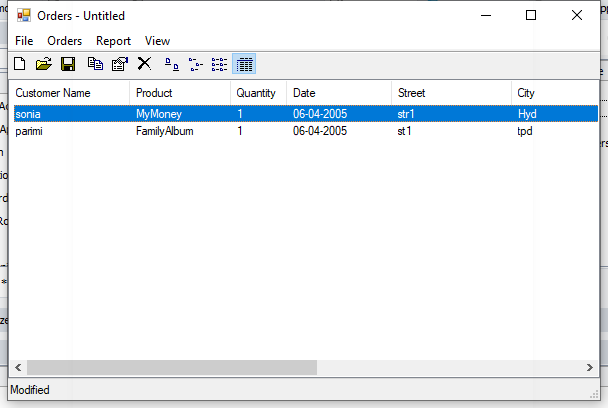 Orders - Untitled
File Orders Report View
Customer Name Product Quantity Date Street City
sonia MyMoney 1 06-04-2005 str1 Hyd
parimi FamilyAlbum 1 06-04-2005 st1 tpd
Modified